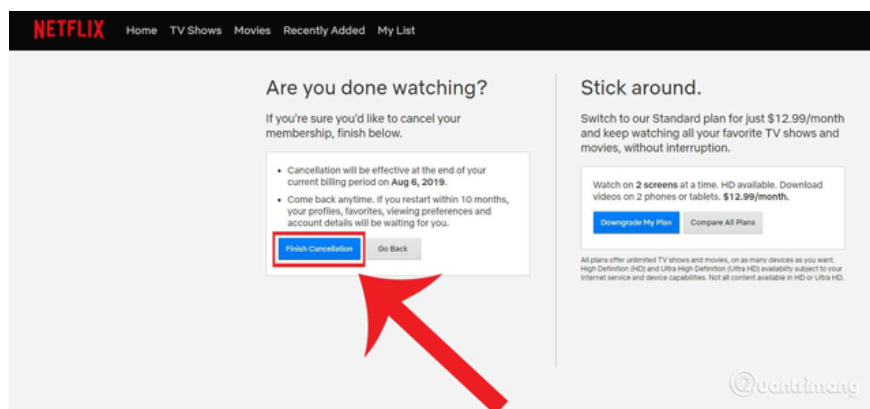 NETFLIX Home TV Shows Movies Recently Added My List
Are you done watching?
If you're sure you'd like to cancel your
membership, finish below.
• Cancellation will be effective at the end of your
current billing period on Aug 6, 2019.
• Come back anytime. If you restart within 10 months,
your profiles, favorites, viewing preferences and
account details will be waiting for you.
Finish Cancellation Go Back
Stick around.
Switch to our Standard plan for just $12.99/month
and keep watching all your favorite TV shows and
movies, without interruption.
Watch on 2 screens at a time. HD available. Download
videos on 2 phones or tablets. $12.99/month.
Downgrade My Plan Compare All Plans
All plans offer unlimited TV shows and movies, on as many devices as you want.
High Definition (HD) and Ultra High Definition (Ultra HD) availability subject to your
internet service and device capabilities. Not all content available in HD or Ultra HD.
Quantrimang